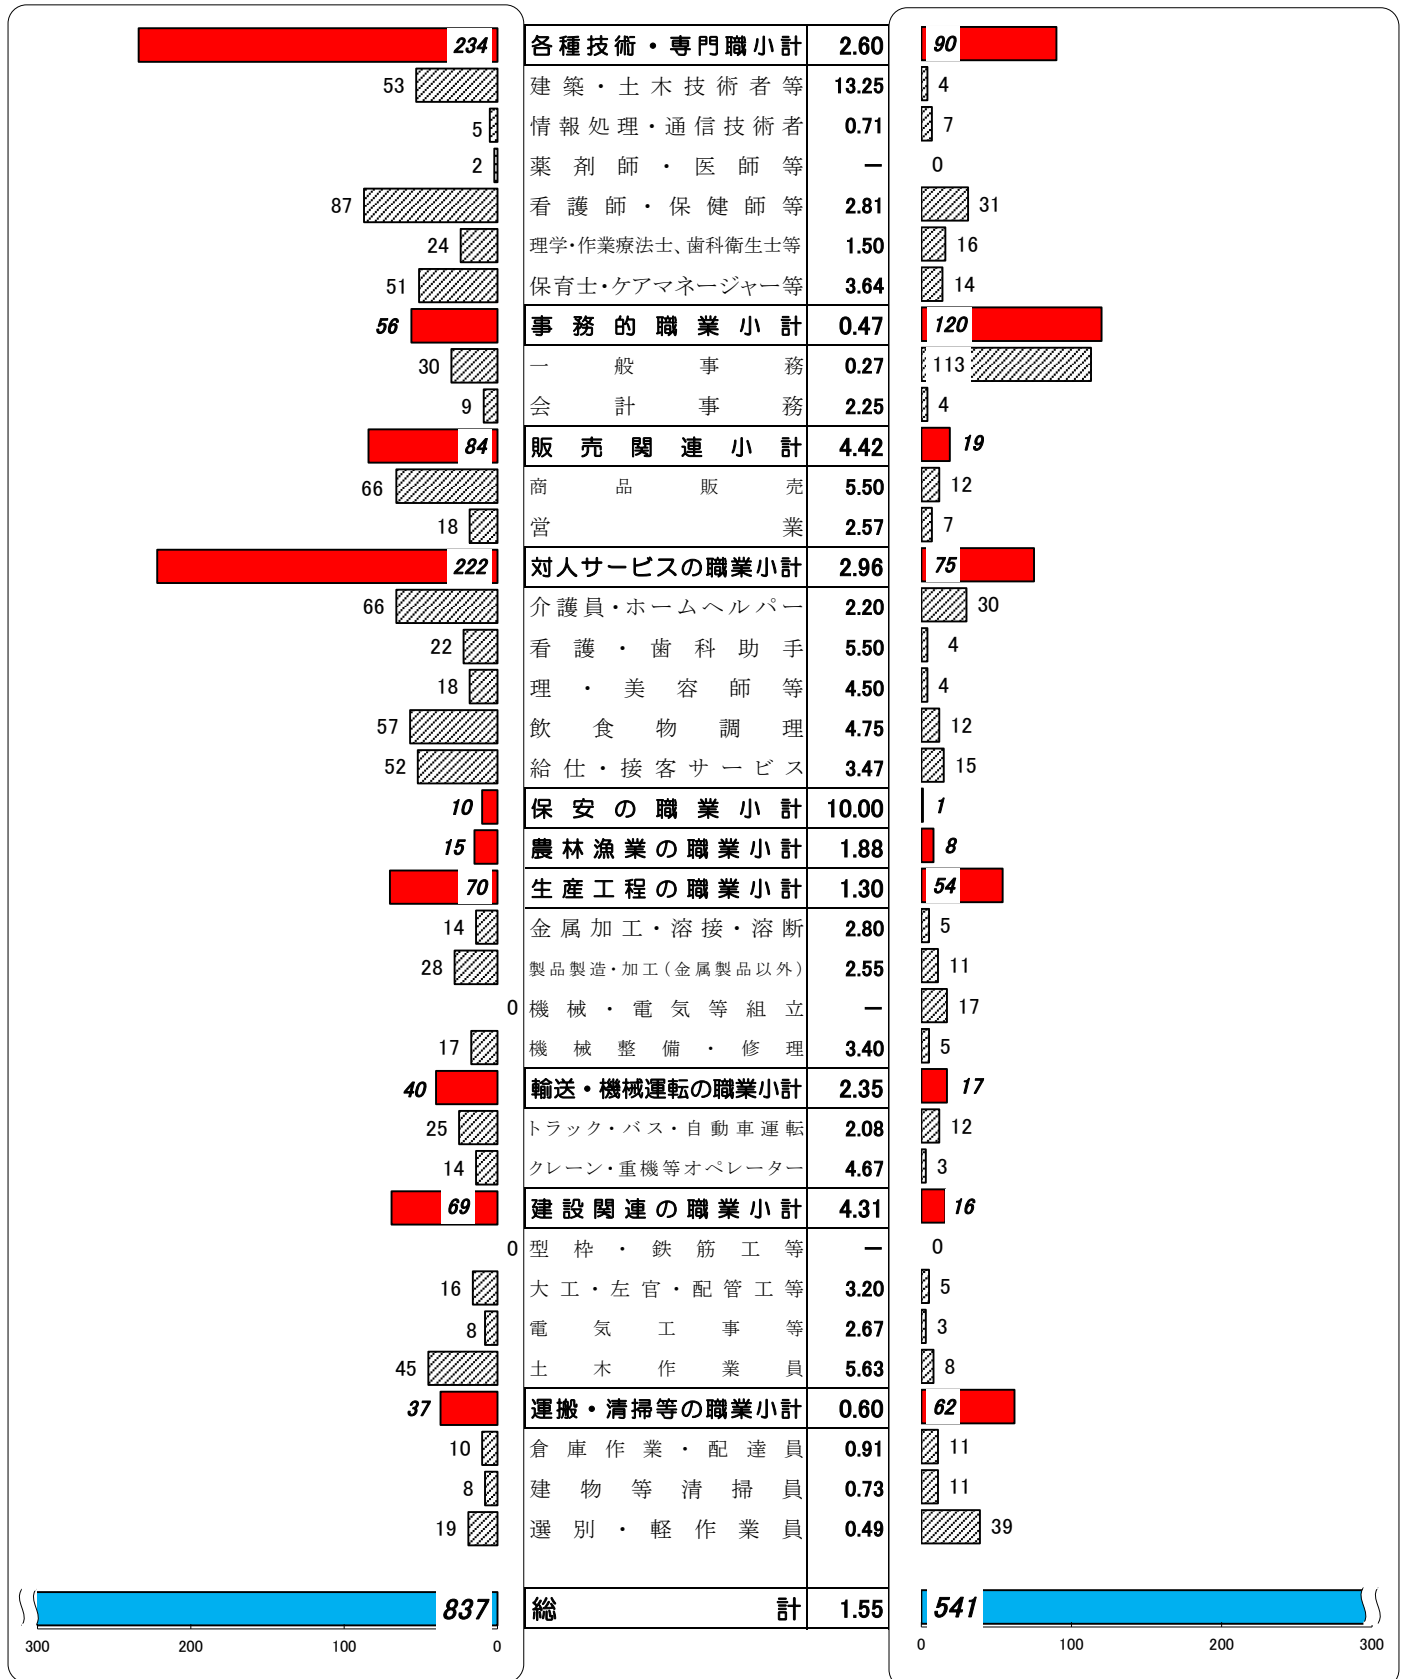 234 各種技術・専門職小計 2.60 90
53 建築・土木技術者等 13.25 4
5 情報処理・通信技術者 0.71 7
2 薬剤師・医師等 ー 0
87 看護師・保健師等 2.81 31
24 理学・作業療法士、歯科衛生士等 1.50 16
51 保育士・ケアマネージャー等 3.64 14
56 事務的職業小計 0.47 120
30 一般事務 0.27 113
9 会計事務 2.25 4
84 販売関連小計 4.42 19
66 商品販売 5.50 12
18 営業 2.57 7
222 対人サービスの職業小計 2.96 75
66 介護員・ホームヘルパー 2.20 30
22 看護・歯科助手 5.50 4
18 理・美容師等 4.50 4
57 飲食物調理 4.75 12
52 給仕・接客サービス 3.47 15
10 保安の職業小計 10.00 1
15 農林漁業の職業小計 1.88 8
70 生産工程の職業小計 1.30 54
14 金属加工・溶接・溶断 2.80 5
28 製品製造・加工(金属製品以外) 2.55 11
0 機械・電気等組立 ー 17
17 機械整備・修理 3.40 5
40 輸送・機械運転の職業小計 2.35 17
25 トラック・バス・自動車運転 2.08 12
14 クレーン・重機等オペレーター 4.67 3
69 建設関連の職業小計 4.31 16
0 型枠・鉄筋工等 ー 0
16 大工・左官・配管工等 3.20 5
8 電気工事等 2.67 3
45 土木作業員 5.63 8
37 運搬・清掃等の職業小計 0.60 62
10 倉庫作業・配達員 0.91 11
8 建物等清掃員 0.73 11
19 選別・軽作業員 0.49 39
837 総計 1.55 541
300 200 100 0 0 100 200 300